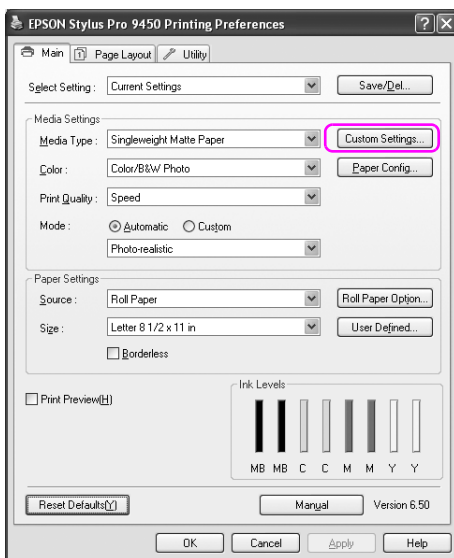 EPSON Stylus Pro 9450 Printing Preferences
Main Page Layout Utility
Select Setting : Current Settings Save/Del...
Media Settings
Media Type : Singleweight Matte Paper Custom Settings...
Color : Color/B&W Photo Paper Config...
Print Quality : Speed
Mode : Automatic Custom
Photo-realistic
Paper Settings
Source : Roll Paper Roll Paper Option...
Size : Letter 8 1/2 x 11 in User Defined...
Borderless
Print Preview(H)
Ink Levels
MB MB C C M M Y Y
Reset Defaults(Y) Manual Version 6.50
OK Cancel Apply Help